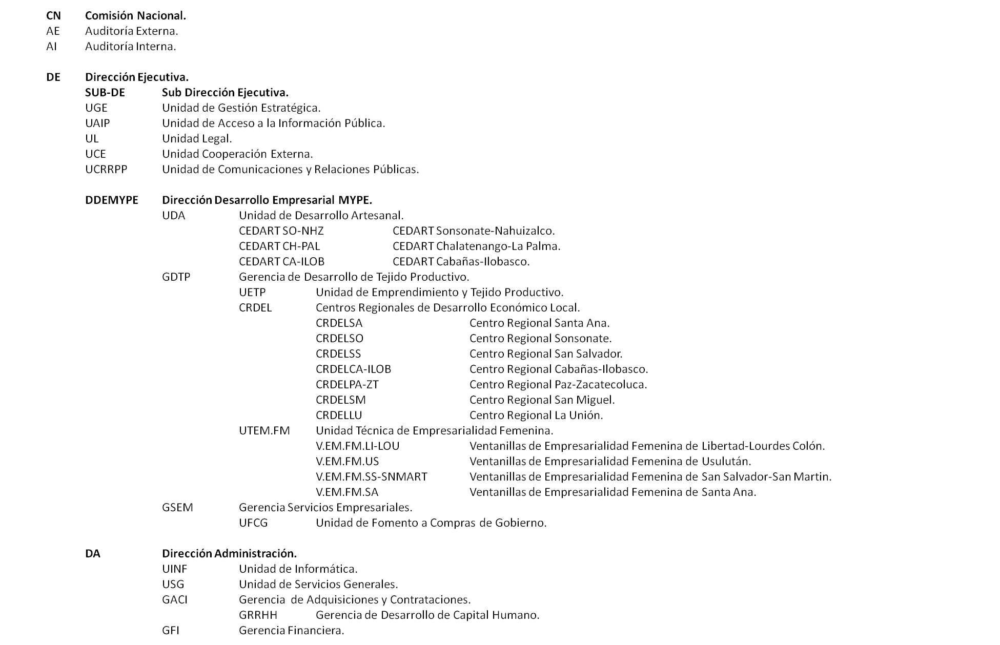 CN Comisión Nacional.
AE Auditoría Externa.
AI Auditoría Interna.
DE Dirección Ejecutiva.
SUB-DE Sub Dirección Ejecutiva.
UGE Unidad de Gestión Estratégica.
UAIP Unidad de Acceso a la Información Pública.
UL Unidad Legal.
UCE Unidad Cooperación Externa.
UCRRPP Unidad de Comunicaciones y Relaciones Públicas.
DDEMYPE Dirección Desarrollo Empresarial MYPE.
UDA Unidad de Desarrollo Artesanal.
CEDART SO-NHZ CEDART Sonsonate-Nahuizalco.
CEDART CH-PAL CEDART Chalatenango-La Palma.
CEDART CA-ILOB CEDART Cabañas-Ilobasco.
GDTP Gerencia de Desarrollo de Tejido Productivo.
UETP Unidad de Emprendimiento y Tejido Productivo.
CRDEL Centros Regionales de Desarrollo Económico Local.
CRDELSA Centro Regional Santa Ana.
CRDELSO Centro Regional Sonsonate.
CRDELSS Centro Regional San Salvador.
CRDELCA-ILOB Centro Regional Cabañas-Ilobasco.
CRDELPA-ZT Centro Regional Paz-Zacatecoluca.
CRDELSM Centro Regional San Miguel.
CRDELLU Centro Regional La Unión.
UTEM.FM Unidad Técnica de Empresarialidad Femenina.
V.EM.FM.LI-LOU Ventanillas de Empresarialidad Femenina de Libertad-Lourdes Colón.
V.EM.FM.US Ventanillas de Empresarialidad Femenina de Usulután.
V.EM.FM.SS-SNMART Ventanillas de Empresarialidad Femenina de San Salvador-San Martin.
V.EM.FM.SA Ventanillas de Empresarialidad Femenina de Santa Ana.
GSEM Gerencia Servicios Empresariales.
UFCG Unidad de Fomento a Compras de Gobierno.
DA Dirección Administración.
UINF Unidad de Informática.
USG Unidad de Servicios Generales.
GACI Gerencia de Adquisiciones y Contrataciones.
GRRHH Gerencia de Desarrollo de Capital Humano.
GFI Gerencia Financiera.